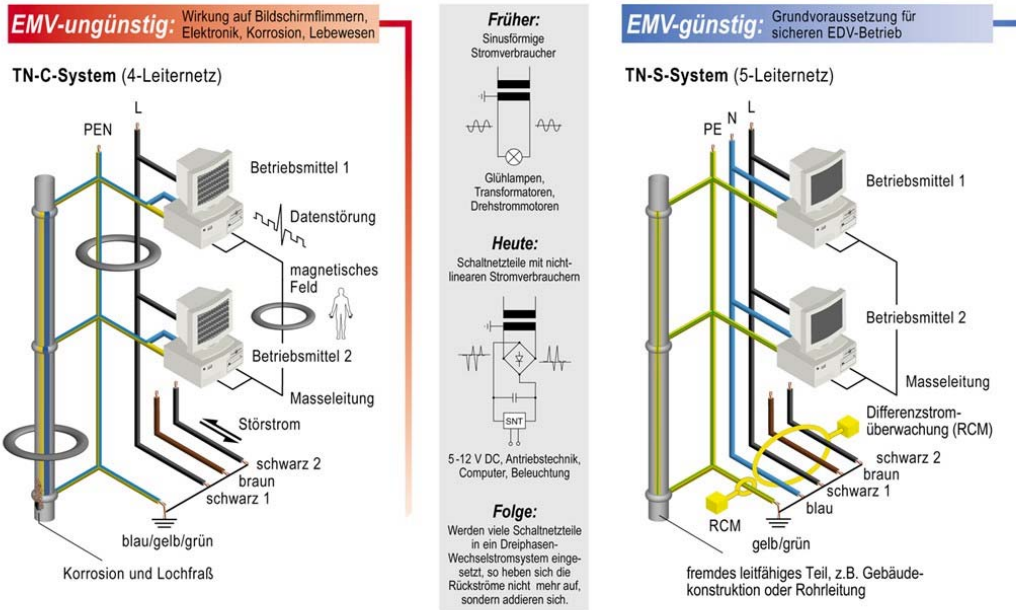 EMV-ungünstig: Wirkung auf Bildschirmflimmern,
Elektronik, Korrosion, Lebewesen
TN-C-System (4-Leiternetz)
L
PEN
Betriebsmittel 1
Datenstörung
magnetisches
Feld
Betriebsmittel 2
Masseleitung
Störstrom
schwarz 2
braun
schwarz 1
blau/gelb/grün
Korrosion und Lochfraß
Früher:
Sinusförmige
Stromverbraucher
Glühlampen,
Transformatoren,
Drehstrommotoren
Heute:
Schaltnetzteile mit nicht-
linearen Stromverbrauchern
SNT
5-12 V DC, Antriebstechnik,
Computer, Beleuchtung
Folge:
Werden viele Schaltnetzteile
in ein Dreiphasen-
Wechselstromsystem einge-
setzt, so heben sich die
Rückströme nicht mehr auf,
sondern addieren sich.
EMV-günstig: Grundvoraussetzung für
sicheren EDV-Betrieb
TN-S-System (5-Leiternetz)
L
N
PE
Betriebsmittel 1
Betriebsmittel 2
Masseleitung
Differenzstrom-
überwachung (RCM)
schwarz 2
braun
schwarz 1
blau
RCM
gelb/grün
fremdes leitfähiges Teil, z.B. Gebäude-
konstruktion oder Rohrleitung